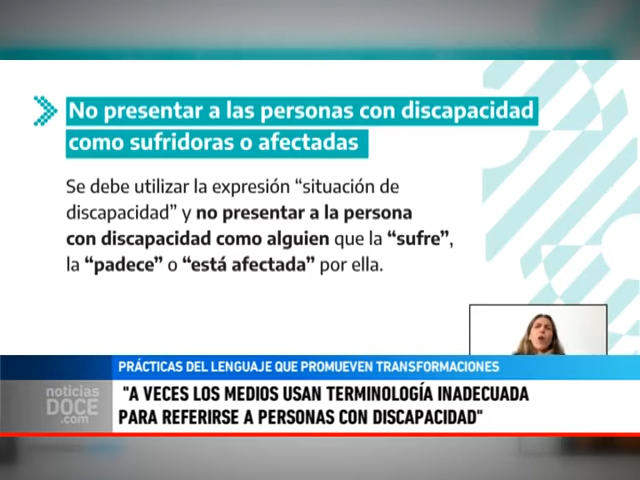 No presentar a las personas con discapacidad
como sufridoras o afectadas
Se debe utilizar la expresión “situación de
discapacidad” y no presentar a la persona
con discapacidad como alguien que la “sufre”,
la “padece” o “está afectada” por ella.
PRÁCTICAS DEL LENGUAJE QUE PROMUEVEN TRANSFORMACIONES
noticias
DOCE
.com
"A VECES LOS MEDIOS USAN TERMINOLOGÍA INADECUADA
PARA REFERIRSE A PERSONAS CON DISCAPACIDAD"